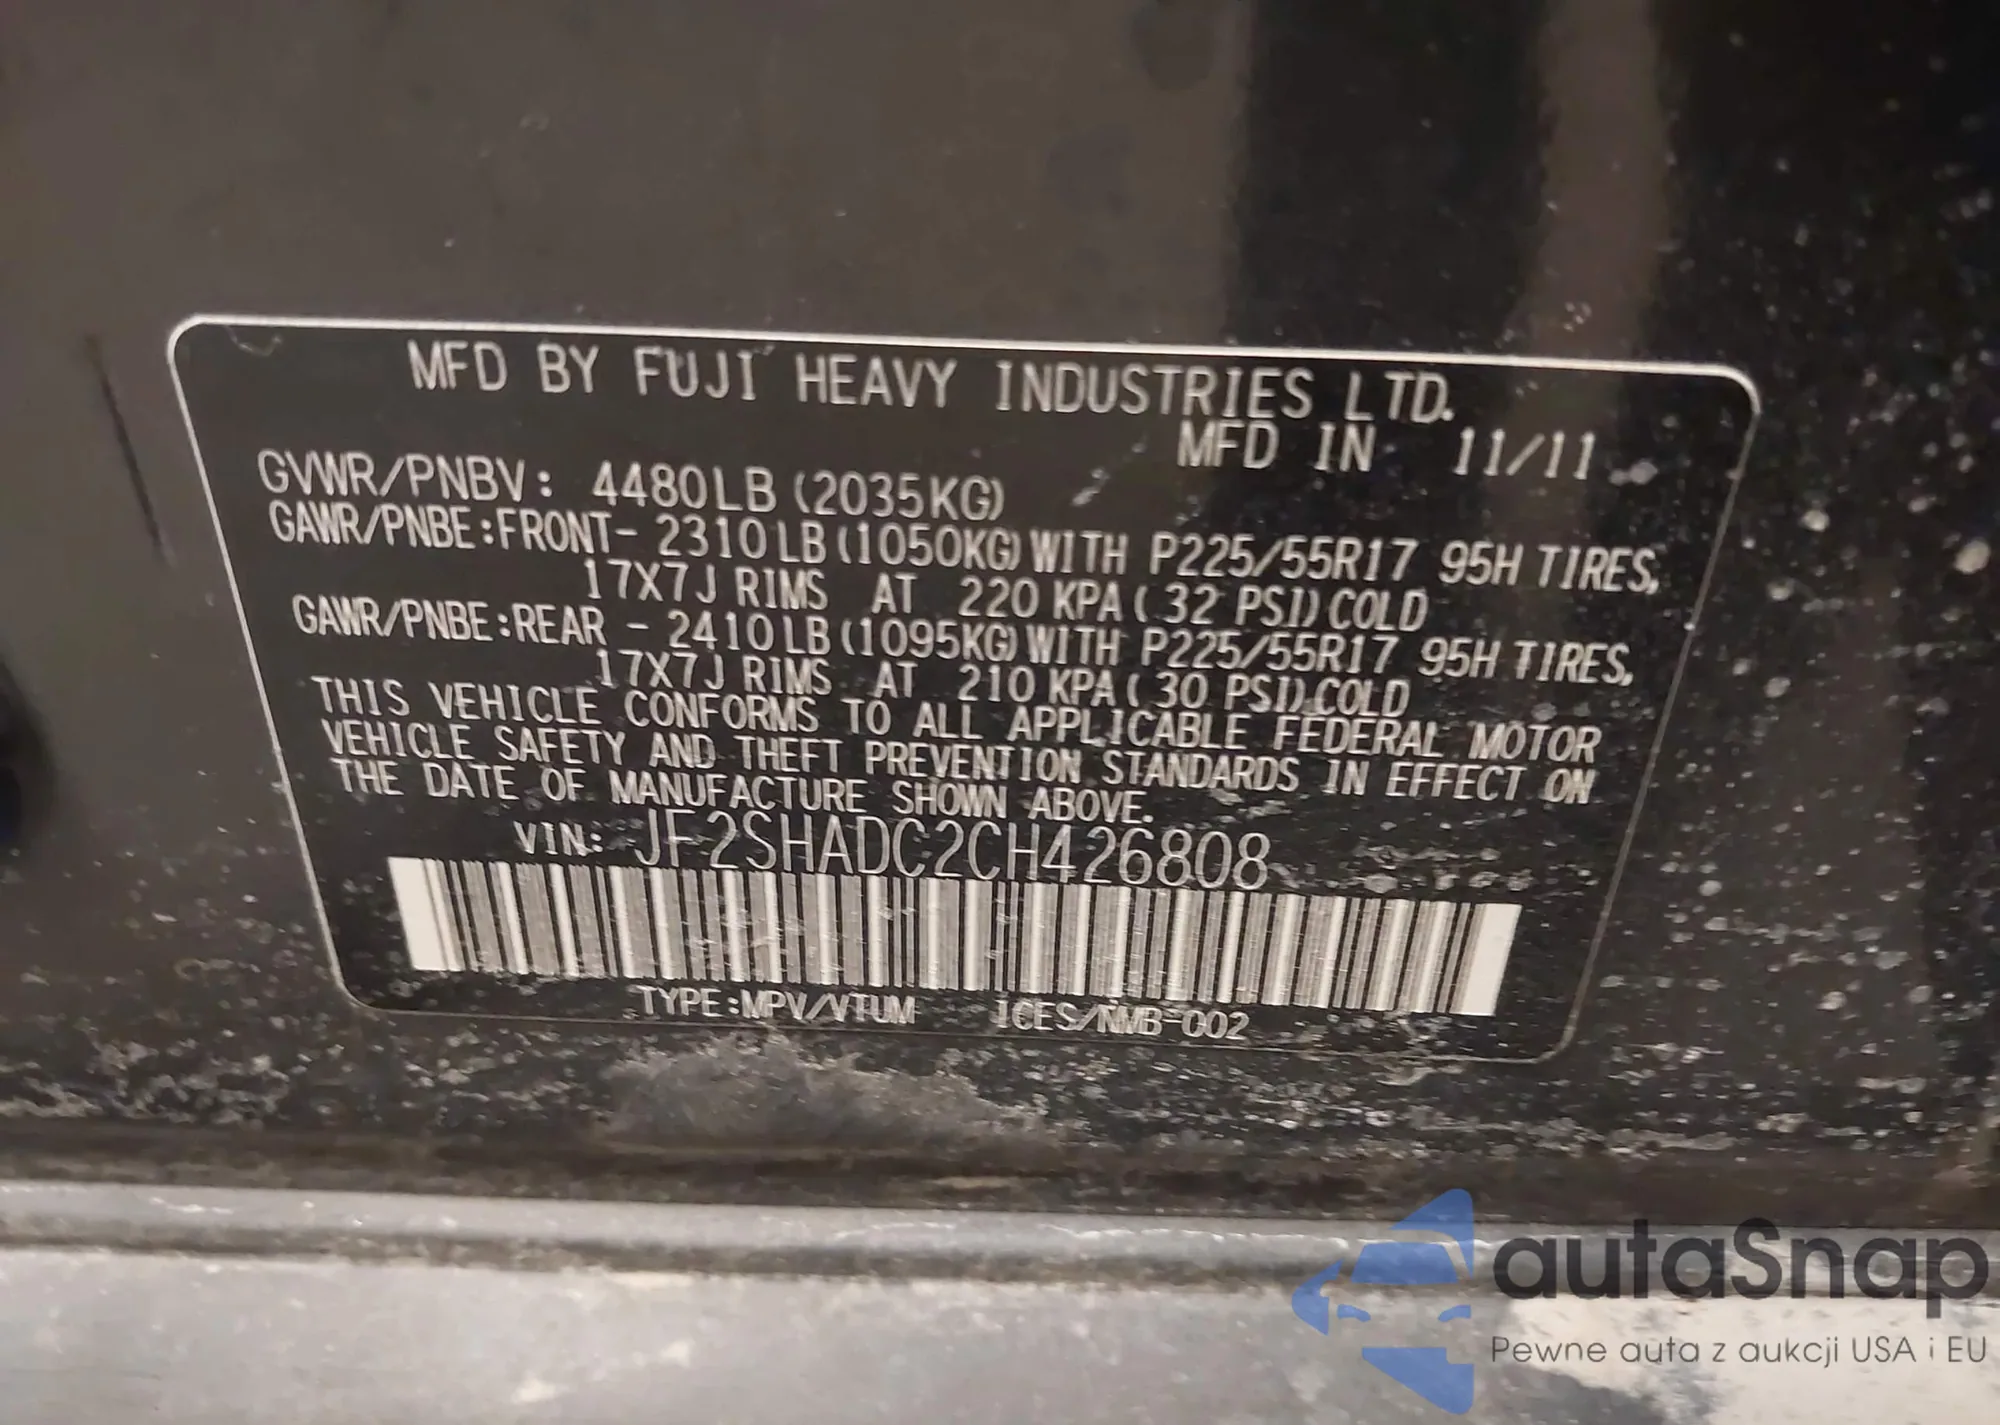 MFD BY FUJI HEAVY INDUSTRIES LTD.
MFD IN 11/11
GVWR/PNBV: 4480LB (2035KG)
GAWR/PNBE:FRONT- 2310LB (1050KG) WITH P225/55R17 95H TIRES,
17X7J RIMS AT 220 KPA ( 32 PSI) COLD
GAWR/PNBE:REAR - 2410LB (1095KG) WITH P225/55R17 95H TIRES,
17X7J RIMS AT 210 KPA ( 30 PSI) COLD
THIS VEHICLE CONFORMS TO ALL APPLICABLE FEDERAL MOTOR
VEHICLE SAFETY AND THEFT PREVENTION STANDARDS IN EFFECT ON
THE DATE OF MANUFACTURE SHOWN ABOVE.
VIN: JF2SHADC2CH426808
TYPE:MPV/VTUM ICES/NMB-002
autaSnap
Pewne auta z aukcji USA i EU